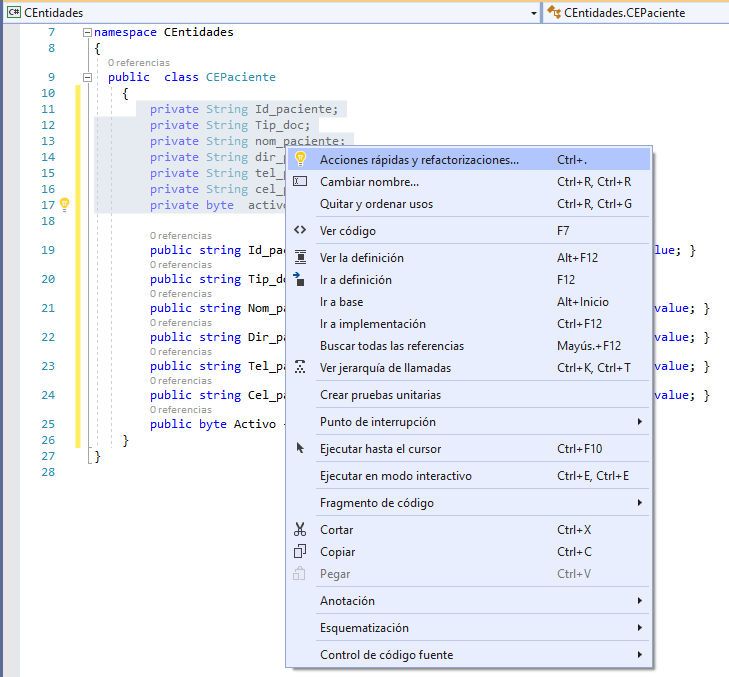 C# CEntidades CEntidades.CEPaciente
7 namespace CEntidades
8 {
0 referencias
9 public class CEPaciente
10 {
11 private String Id_paciente;
12 private String Tip_doc;
13 private String nom_paciente;
14 private String dir_p
15 private String tel_p
16 private String cel_p
17 private byte activo
18
0 referencias
19 public string Id_paci lue; }
0 referencias
20 public string Tip_do
0 referencias
21 public string Nom_pa value; }
0 referencias
22 public string Dir_pa value; }
0 referencias
23 public string Tel_pa value; }
0 referencias
24 public string Cel_pa value; }
0 referencias
25 public byte Activo {
26 }
27 }
28
Acciones rápidas y refactorizaciones... Ctrl+.
Cambiar nombre... Ctrl+R, Ctrl+R
Quitar y ordenar usos Ctrl+R, Ctrl+G
Ver código F7
Ver la definición Alt+F12
Ir a definición F12
Ir a base Alt+Inicio
Ir a implementación Ctrl+F12
Buscar todas las referencias Mayús.+F12
Ver jerarquía de llamadas Ctrl+K, Ctrl+T
Crear pruebas unitarias
Punto de interrupción
Ejecutar hasta el cursor Ctrl+F10
Ejecutar en modo interactivo Ctrl+E, Ctrl+E
Fragmento de código
Cortar Ctrl+X
Copiar Ctrl+C
Pegar Ctrl+V
Anotación
Esquematización
Control de código fuente